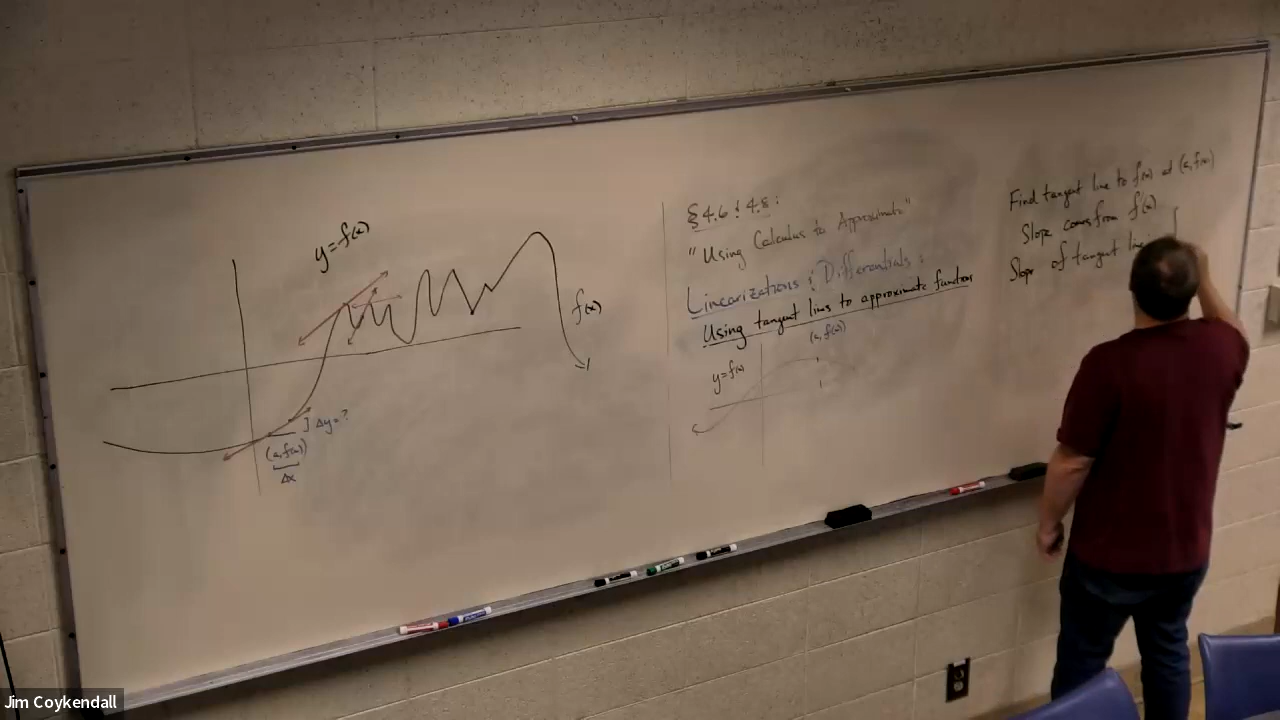 y=f(x)
f(x)
Δy=?
(a, f(a))
Δx
§ 4.6 & 4.8:
"Using Calculus to Approximate"
Linearizations & Differentials:
Using tangent lines to approximate functions
(a, f(a))
y=f(x)
Find tangent line to f(x) at (a, f(a))
Slope comes from f'(x)
Slope of tangent line
Jim Coykendall